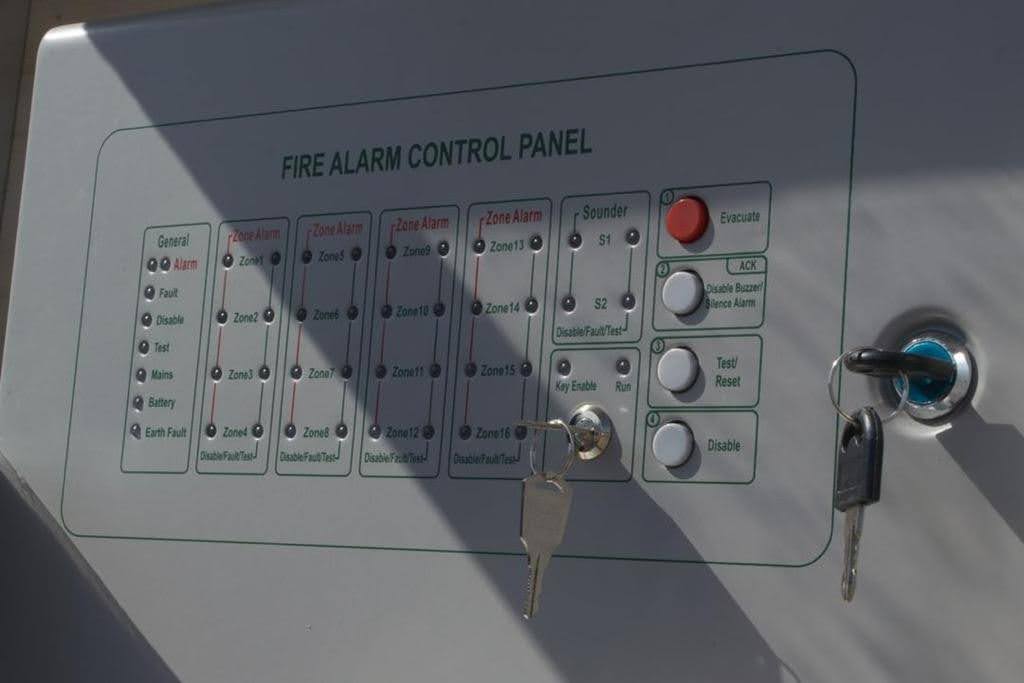 FIRE ALARM CONTROL PANEL
General
Alarm
Fault
Disable
Test
Mains
Battery
Earth Fault
Zone Alarm
Zone1
Zone2
Zone3
Zone4
Disable/Fault/Test
Zone Alarm
Zone5
Zone6
Zone7
Zone8
Disable/Fault/Test
Zone Alarm
Zone9
Zone10
Zone11
Zone12
Disable/Fault/Test
Zone Alarm
Zone13
Zone14
Zone15
Zone16
Disable/Fault/Test
Sounder
S1
S2
Disable/Fault/Test
Key Enable Run
1
Evacuate
2
ACK
Disable Buzzer/
Silence Alarm
3
Test/
Reset
4
Disable